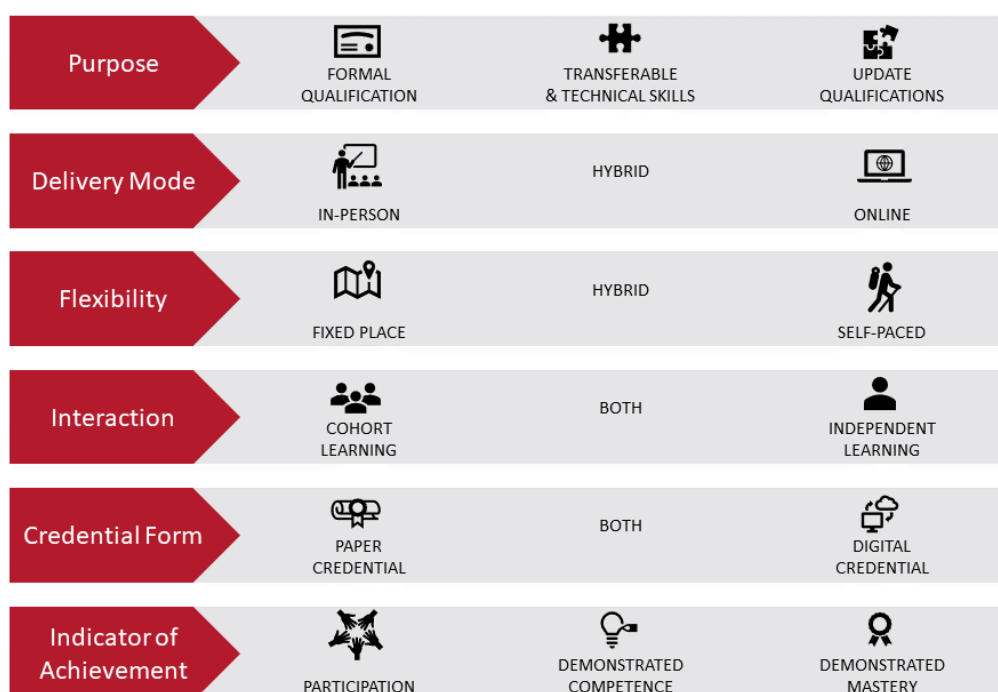 Purpose
FORMAL
QUALIFICATION
TRANSFERABLE
& TECHNICAL SKILLS
UPDATE
QUALIFICATIONS
Delivery Mode
IN-PERSON
HYBRID
ONLINE
Flexibility
FIXED PLACE
HYBRID
SELF-PACED
Interaction
COHORT
LEARNING
BOTH
INDEPENDENT
LEARNING
Credential Form
PAPER
CREDENTIAL
BOTH
DIGITAL
CREDENTIAL
Indicator of
Achievement
PARTICIPATION
DEMONSTRATED
COMPETENCE
DEMONSTRATED
MASTERY